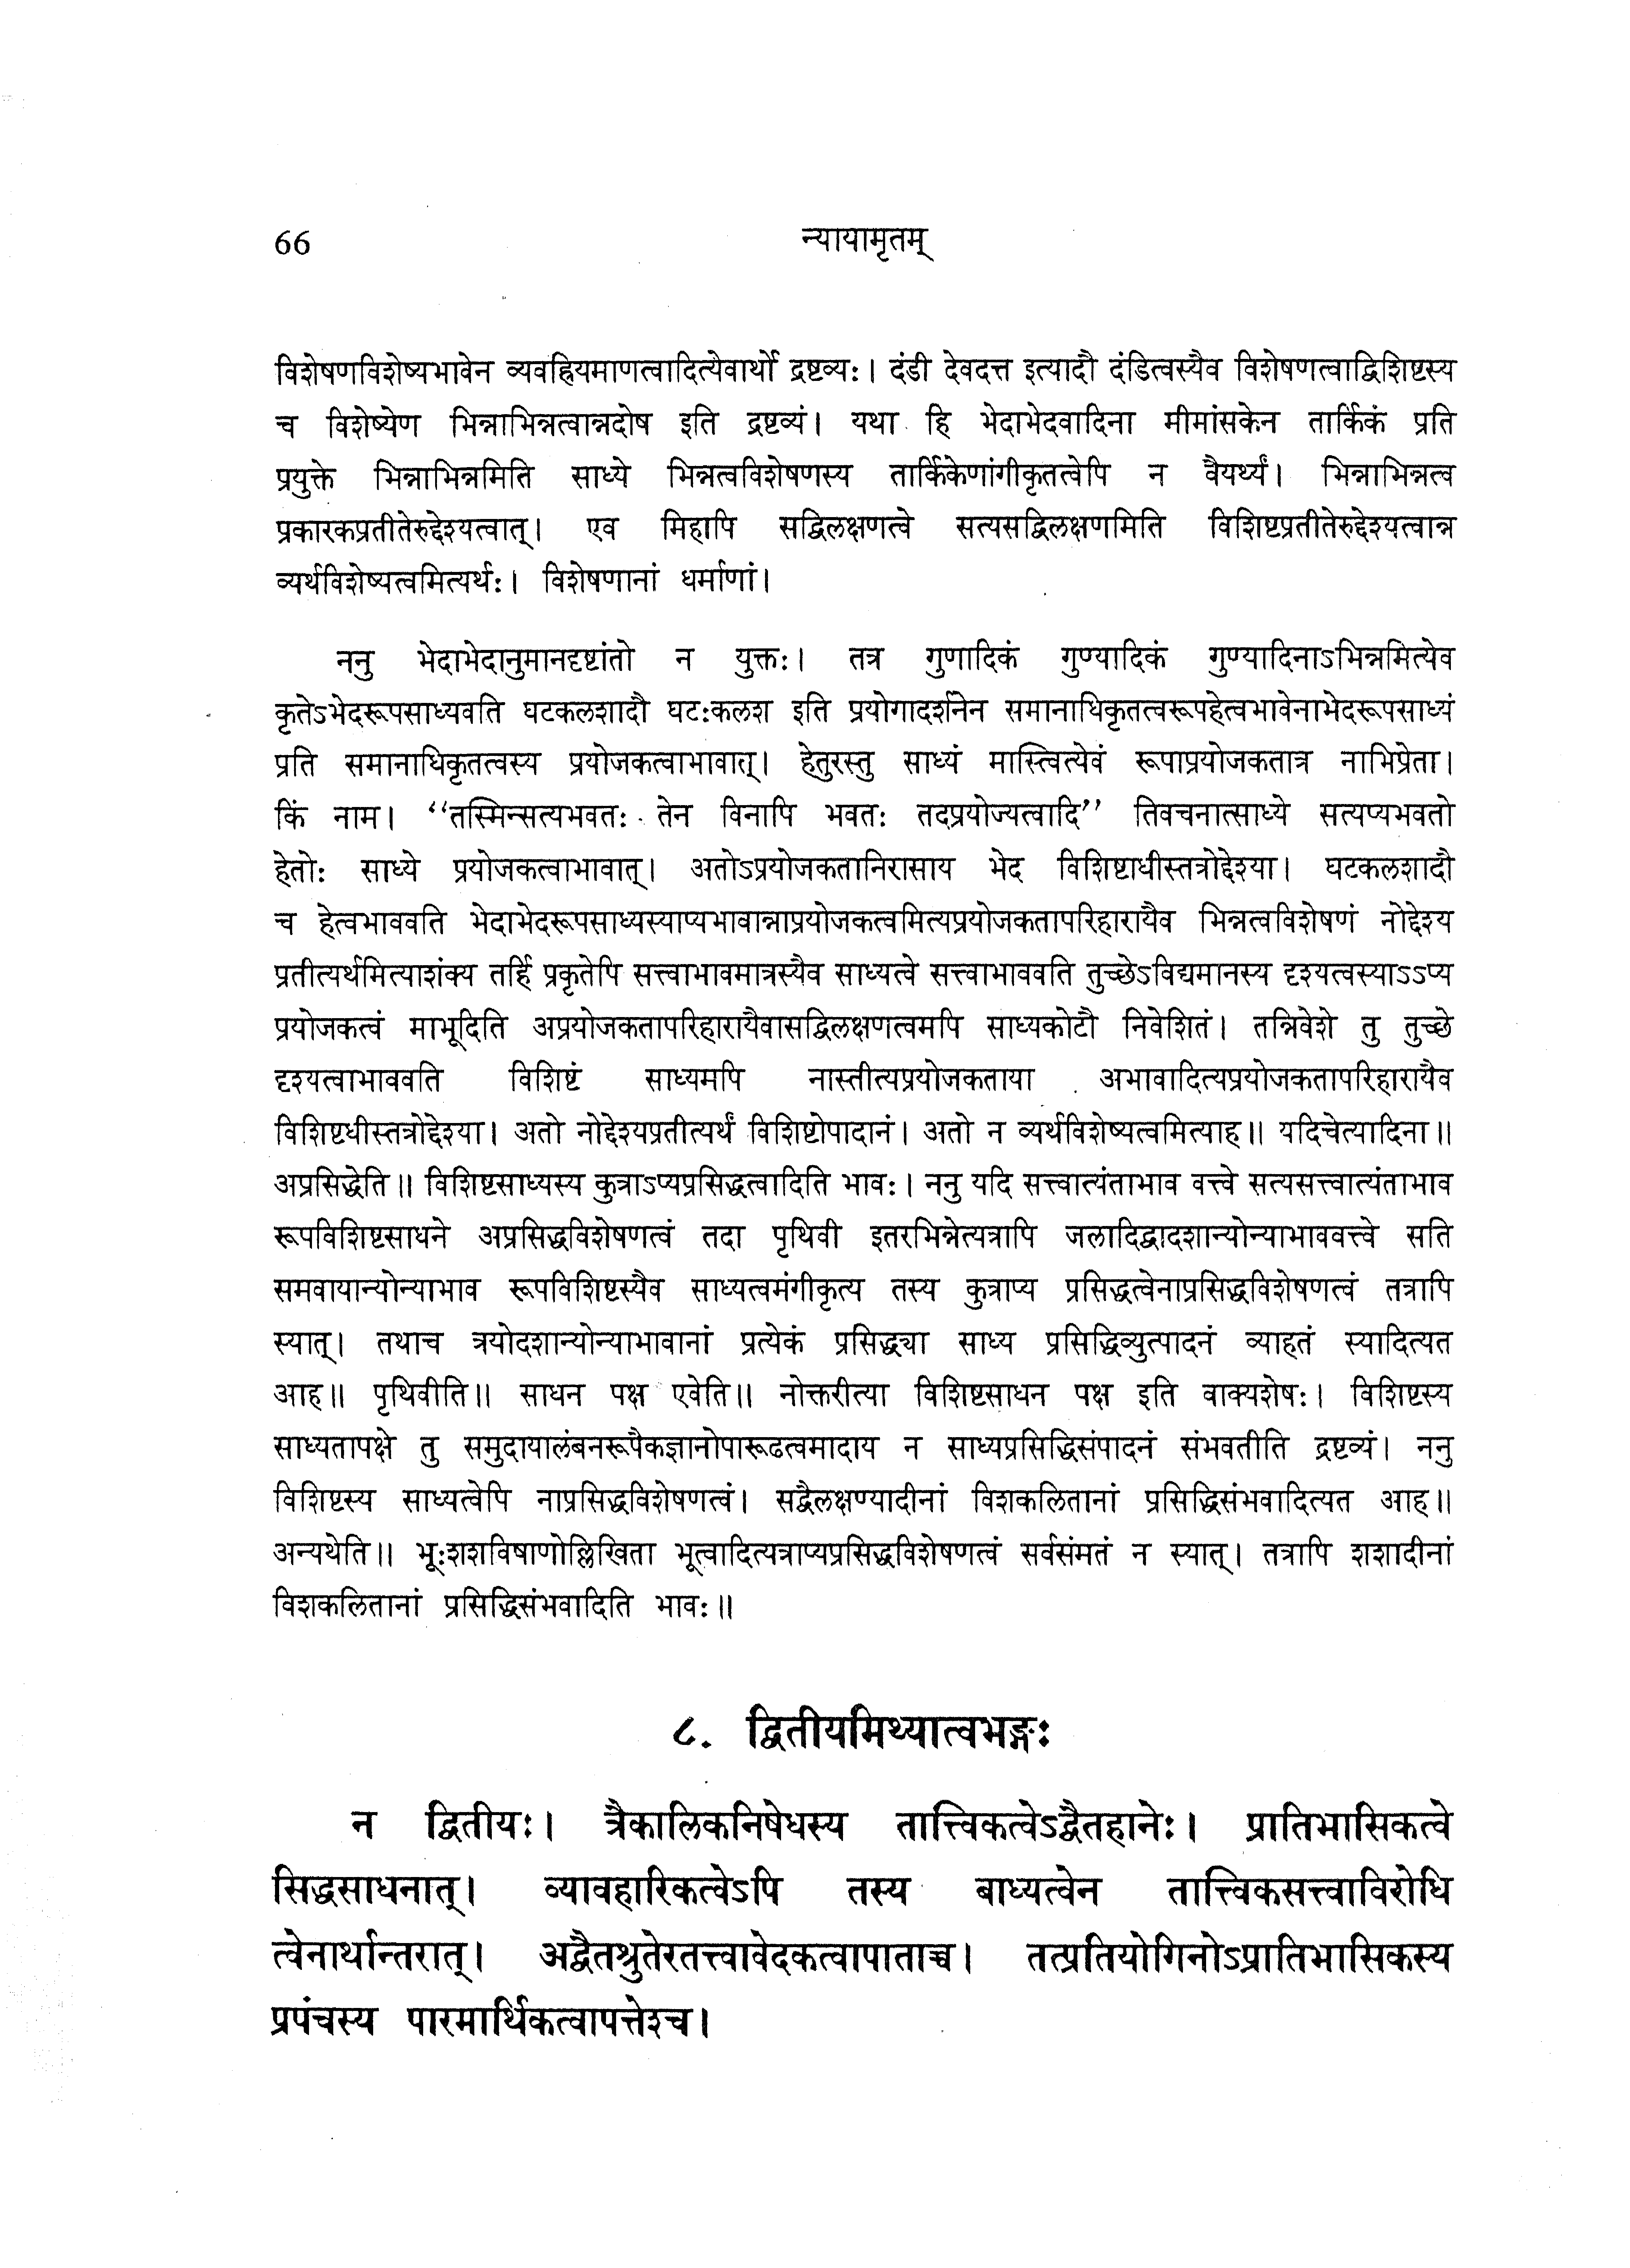 66
न्यायामृतम्
विशेषणविशेष्यभावेन व्यवह्रियमाणत्वादित्येवार्थो द्रष्टव्यः। दंडी देवदत्त इत्यादौ दंडित्वस्यैव विशेषणत्वाद्विशिष्टस्य
च विशेष्येण भिन्नाभिन्नत्वान्नदोष इति द्रष्टव्यं। यथा हि भेदाभेदवादिना मीमांसकेन तार्किकं प्रति
प्रयुक्ते भिन्नाभिन्नमिति साध्ये भिन्नत्वविशेषणस्य तार्किकेणांगीकृतत्वेपि न वैयर्थ्यं। भिन्नाभिन्नत्व
प्रकारकप्रतीतेरुद्देश्यत्वात्। एव मिहापि सद्विलक्षणत्वे सत्यसद्विलक्षणमिति विशिष्टप्रतीतेरुद्देश्यत्वान्न
व्यर्थविशेष्यत्वमित्यर्थः। विशेषणानां धर्माणां।
ननु भेदाभेदानुमानदृष्टांतो न युक्तः। तत्र गुणादिकं गुण्यादिकं गुण्यादिनाऽभिन्नमित्येव
कृतेऽभेदरूपसाध्यवति घटकलशादौ घटःकलश इति प्रयोगादर्शनेन समानाधिकृतत्वरूपहेत्वभावेनाभेदरूपसाध्यं
प्रति समानाधिकृतत्वस्य प्रयोजकत्वाभावात्। हेतुरस्तु साध्यं मास्त्वित्येवं रूपाप्रयोजकतात्र नाभिप्रेता।
किं नाम। “तस्मिन्सत्यभवतः तेन विनापि भवतः तदप्रयोज्यत्वादि” तिवचनात्साध्ये सत्यप्यभवतो
हेतोः साध्ये प्रयोजकत्वाभावात्। अतोऽप्रयोजकतानिरासाय भेद विशिष्टाधीस्तत्रोद्देश्या। घटकलशादौ
च हेत्वभाववति भेदाभेदरूपसाध्यस्याप्यभावान्नाप्रयोजकत्वमित्यप्रयोजकतापरिहारायैव भिन्नत्वविशेषणं नोद्देश्य
प्रतीत्यर्थमित्याशंक्य तर्हि प्रकृतेपि सत्त्वाभावमात्रस्यैव साध्यत्वे सत्त्वाभाववति तुच्छेऽविद्यमानस्य दृश्यत्वस्याऽऽप्य
प्रयोजकत्वं माभूदिति अप्रयोजकतापरिहारायैवासद्विलक्षणत्वमपि साध्यकोटौ निवेशितं। तन्निवेशे तु तुच्छे
दृश्यत्वाभाववति विशिष्टं साध्यमपि नास्तीत्यप्रयोजकताया अभावादित्यप्रयोजकतापरिहारायैव
विशिष्टधीस्तत्रोद्देश्या। अतो नोद्देश्यप्रतीत्यर्थं विशिष्टोपादानं। अतो न व्यर्थविशेष्यत्वमित्याह॥ यदिचेत्यादिना॥
अप्रसिद्धेति॥ विशिष्टसाध्यस्य कुत्राऽप्यप्रसिद्धत्वादिति भावः। ननु यदि सत्त्वात्यंताभाव वत्त्वे सत्यसत्त्वात्यंताभाव
रूपविशिष्टसाधने अप्रसिद्धविशेषणत्वं तदा पृथिवी इतरभिन्नेत्यत्रापि जलादिद्वादशान्योन्याभाववत्त्वे सति
समवायान्योन्याभाव रूपविशिष्टस्यैव साध्यत्वमंगीकृत्य तस्य कुत्राप्य प्रसिद्धत्वेनाप्रसिद्धविशेषणत्वं तत्रापि
स्यात्। तथाच त्रयोदशान्योन्याभावानां प्रत्येकं प्रसिद्ध्या साध्य प्रसिद्धिव्युत्पादनं व्याहतं स्यादित्यत
आह॥ पृथिवीति॥ साधन पक्ष एवेति॥ नोक्तरीत्या विशिष्टसाधन पक्ष इति वाक्यशेषः। विशिष्टस्य
साध्यतापक्षे तु समुदायालंबनरूपैकज्ञानोपारूढत्वमादाय न साध्यप्रसिद्धिसंपादनं संभवतीति द्रष्टव्यं। ननु
विशिष्टस्य साध्यत्वेपि नाप्रसिद्धविशेषणत्वं। सद्वैलक्षण्यादीनां विशकलितानां प्रसिद्धिसंभवादित्यत आह॥
अन्यथेति॥ भूःशशविषाणोल्लिखिता भूत्वादित्यत्राप्यप्रसिद्धविशेषणत्वं सर्वसंमतं न स्यात्। तत्रापि शशादीनां
विशकलितानां प्रसिद्धिसंभवादिति भावः॥
८. द्वितीयमिथ्यात्वभङ्गः
न द्वितीयः। त्रैकालिकनिषेधस्य तात्त्विकत्वेऽद्वैतहानेः। प्रातिभासिकत्वे
सिद्धसाधनात्। व्यावहारिकत्वेऽपि तस्य बाध्यत्वेन तात्त्विकसत्त्वाविरोधि
त्वेनार्थान्तरात्। अद्वैतश्रुतेरतत्त्वावेदकत्वापाताच्च। तत्प्रतियोगिनोऽप्रातिभासिकस्य
प्रपंचस्य पारमार्थिकत्वापत्तेश्च।